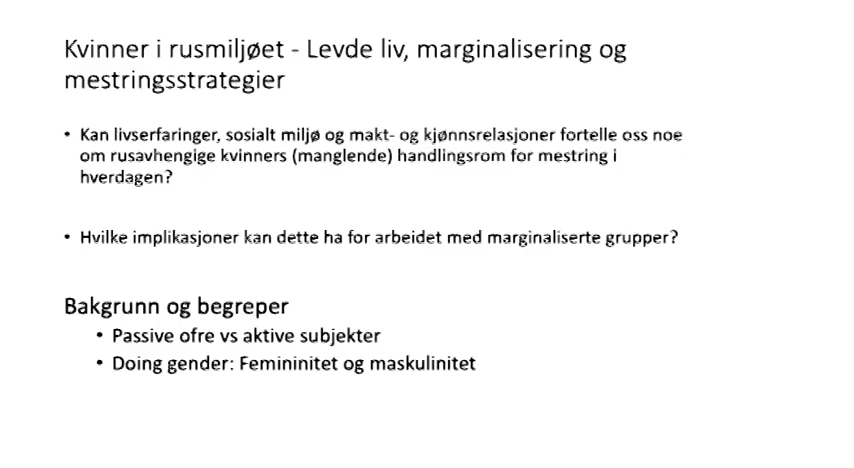 Kvinner i rusmiljøet - Levde liv, marginalisering og
mestringsstrategier
• Kan livserfaringer, sosialt miljø og makt- og kjønnsrelasjoner fortelle oss noe
om rusavhengige kvinners (manglende) handlingsrom for mestring i
hverdagen?
• Hvilke implikasjoner kan dette ha for arbeidet med marginaliserte grupper?
Bakgrunn og begreper
• Passive ofre vs aktive subjekter
• Doing gender: Femininitet og maskulinitet